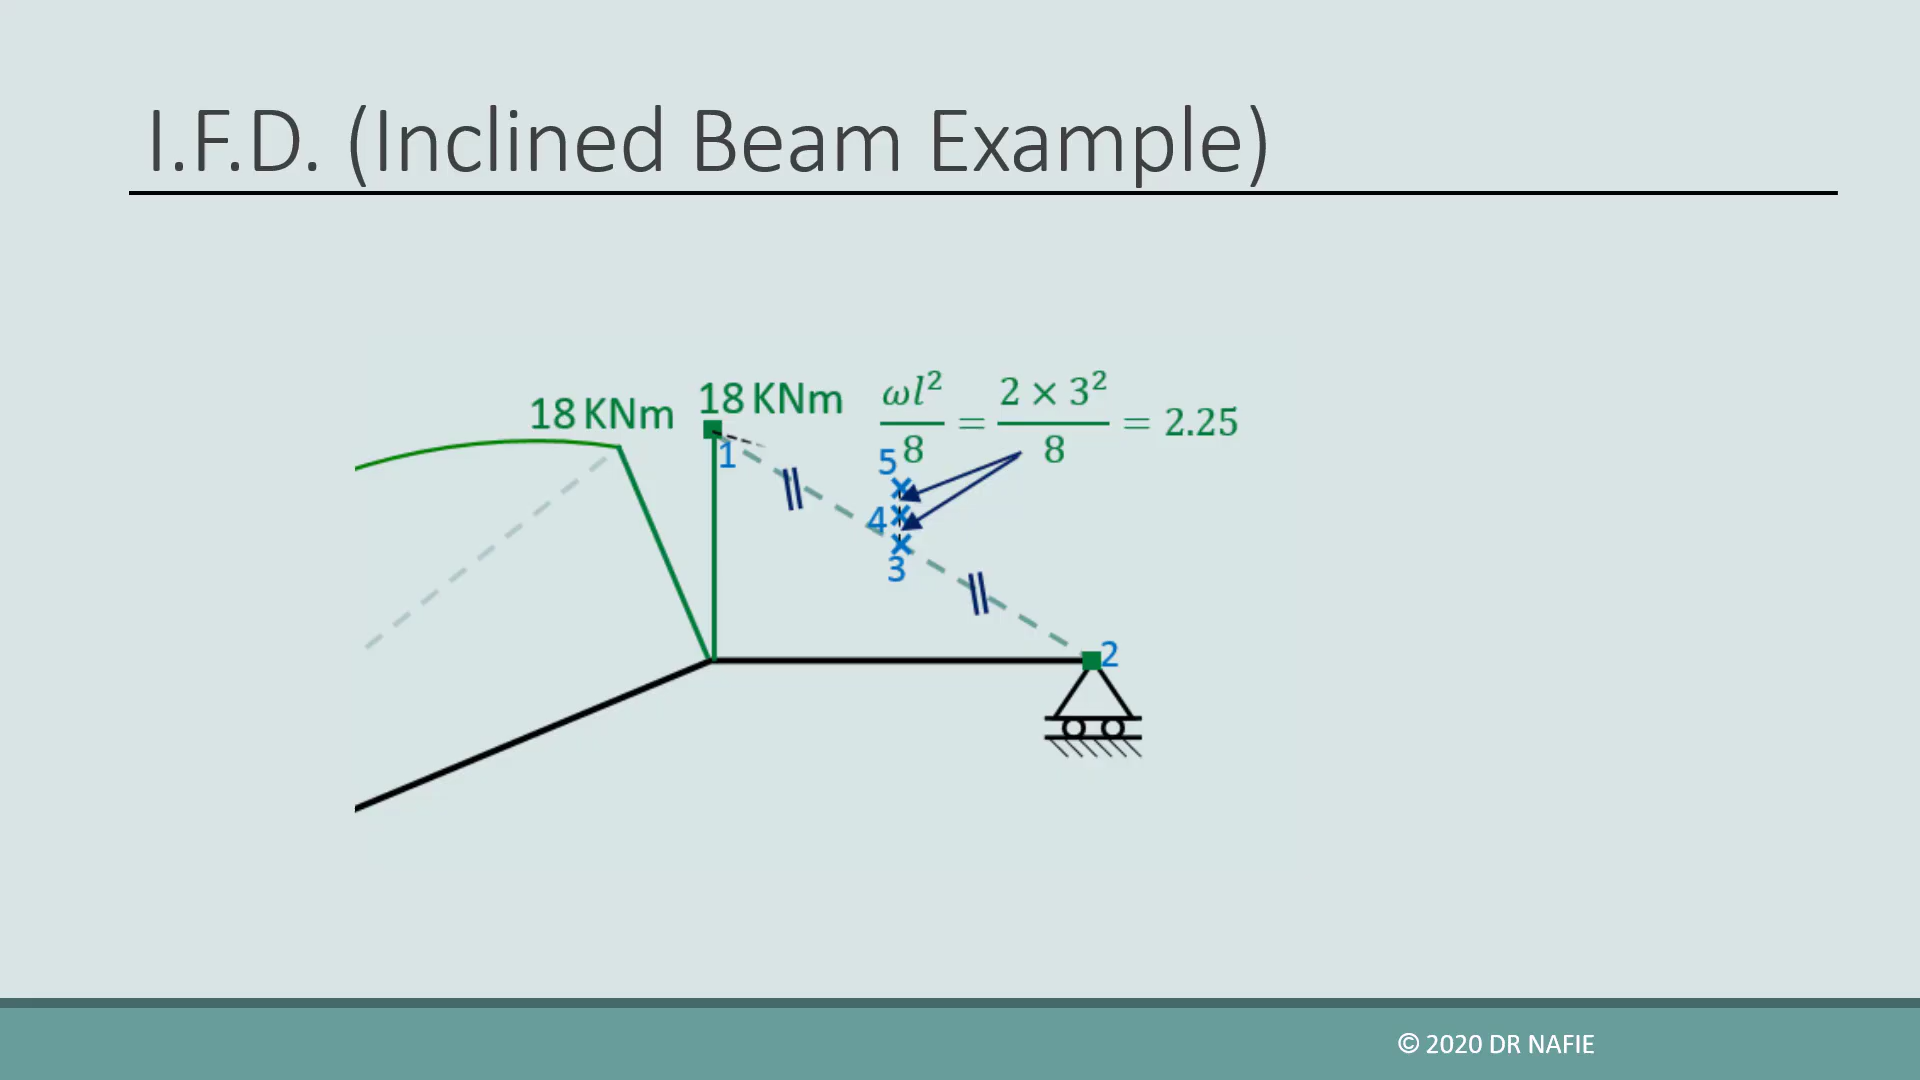 I.F.D. (Inclined Beam Example)
18 KNm
18 KNm
ωl²/8 = 2 × 3²/8 = 2.25
1
5
4
3
2
© 2020 DR NAFIE